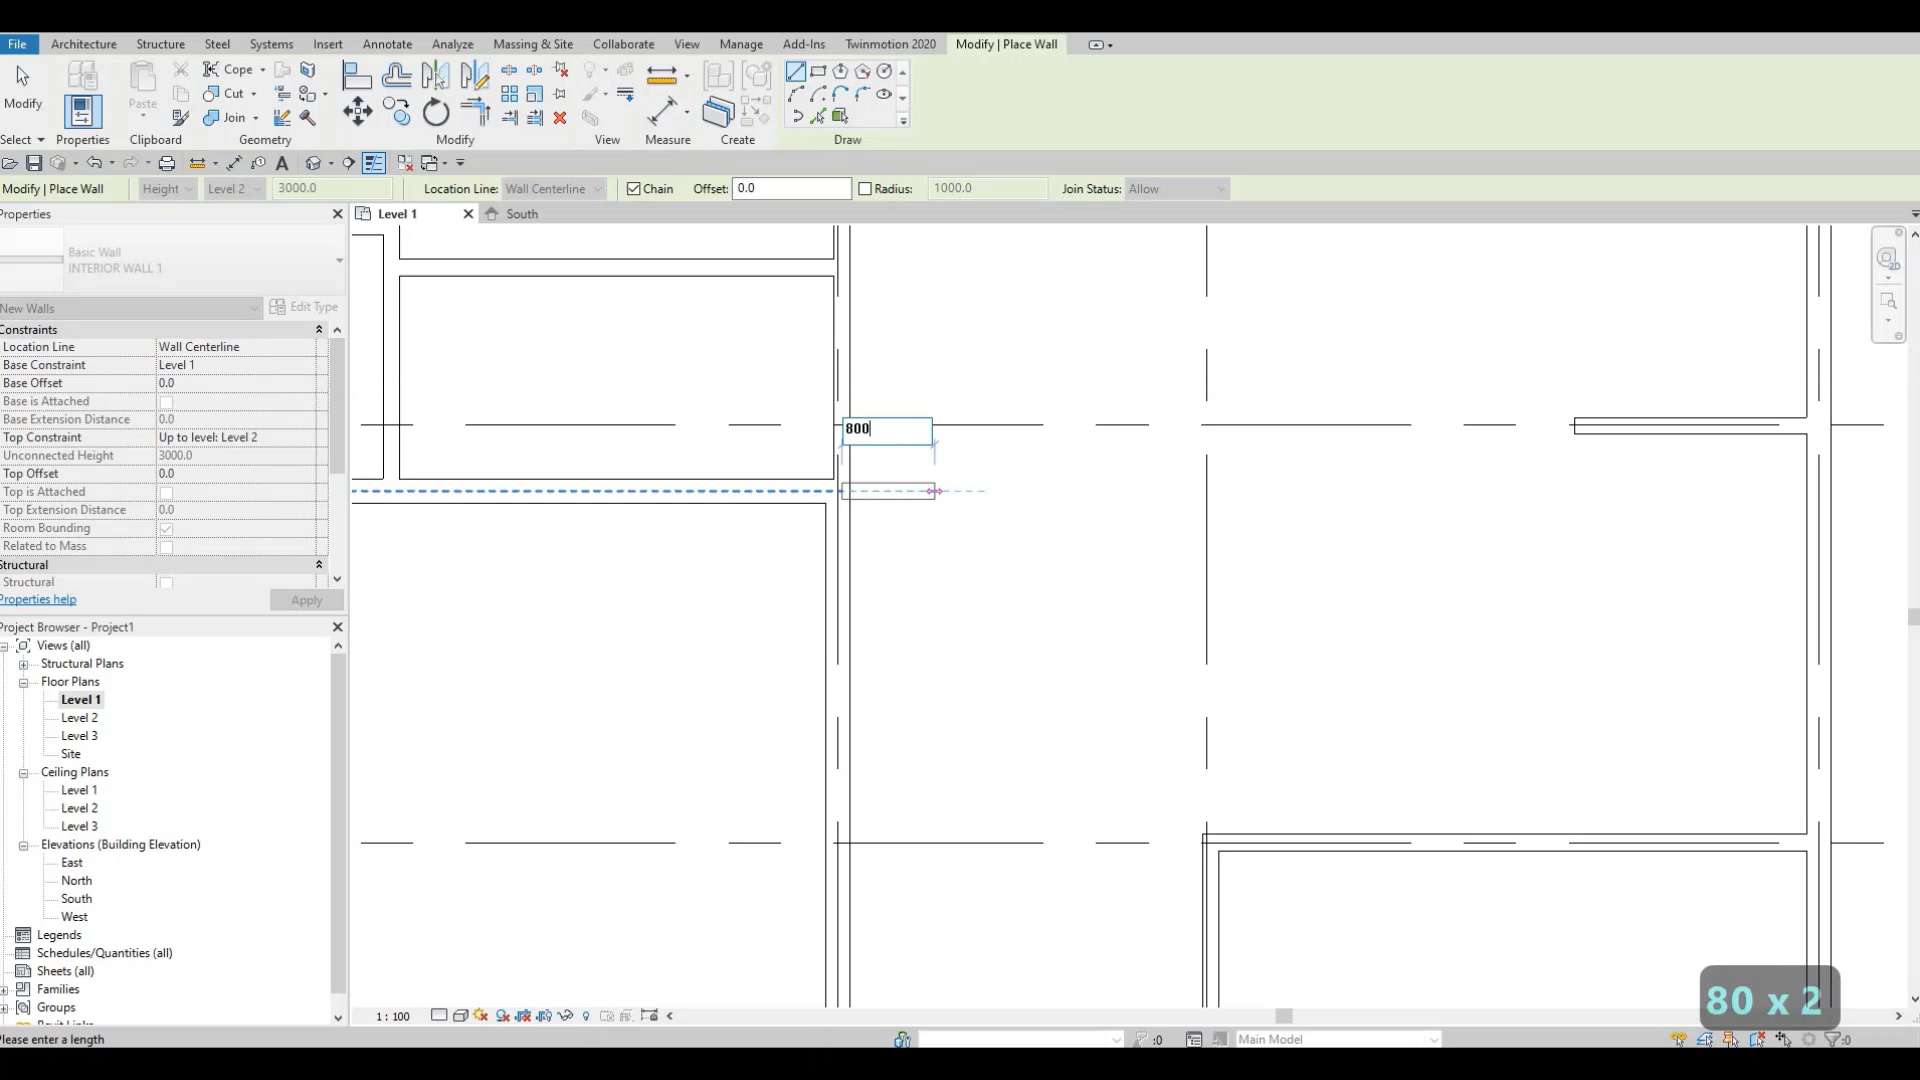 File Architecture Structure Steel Systems Insert Annotate Analyze Massing & Site Collaborate View Manage Add-Ins Twinmotion 2020 Modify | Place Wall
Modify Paste Cope Cut Join
Select Properties Clipboard Geometry Modify View Measure Create Draw
Modify | Place Wall Height Level 2 3000.0 Location Line: Wall Centerline Chain Offset: 0.0 Radius: 1000.0 Join Status: Allow
Properties
Level 1 South
Basic Wall
INTERIOR WALL 1
New Walls Edit Type
Constraints
Location Line Wall Centerline
Base Constraint Level 1
Base Offset 0.0
Base is Attached
Base Extension Distance 0.0
Top Constraint Up to level: Level 2
Unconnected Height 3000.0
Top Offset 0.0
Top is Attached
Top Extension Distance 0.0
Room Bounding
Related to Mass
Structural
Structural
Properties help Apply
Project Browser - Project1
Views (all)
Structural Plans
Floor Plans
Level 1
Level 2
Level 3
Site
Ceiling Plans
Level 1
Level 2
Level 3
Elevations (Building Elevation)
East
North
South
West
Legends
Schedules/Quantities (all)
Sheets (all)
Families
Groups
Revit Links
800
2D
80 x 2
1 : 100
Please enter a length :0 Main Model :0